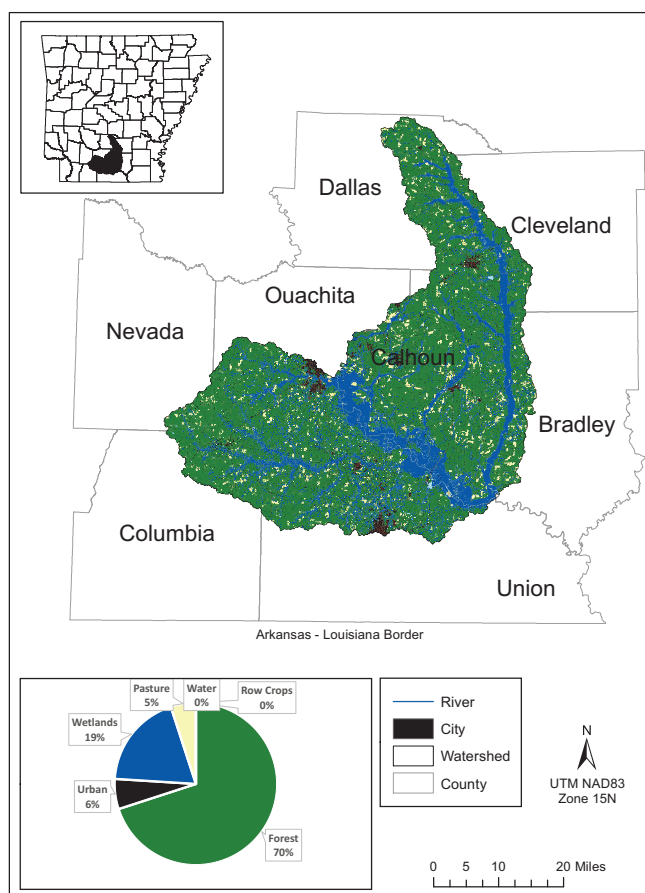 Dallas
Cleveland
Ouachita
Nevada
Calhoun
Bradley
Columbia
Union
Arkansas - Louisiana Border
Pasture
5%
Water
0%
Row Crops
0%
Wetlands
19%
Urban
6%
Forest
70%
River
City
Watershed
County
N
UTM NAD83
Zone 15N
0 5 10 20 Miles